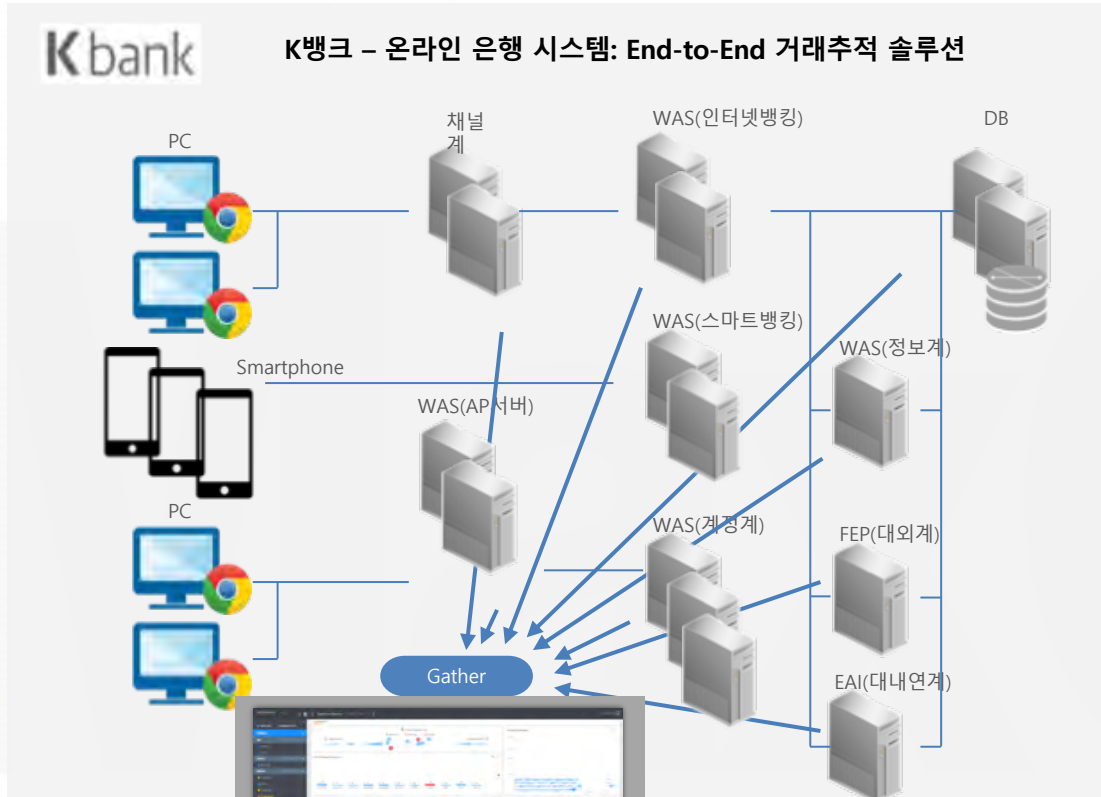 K bank
K뱅크 – 온라인 은행 시스템: End-to-End 거래추적 솔루션
PC
채널
계
WAS(인터넷뱅킹)
DB
WAS(스마트뱅킹)
WAS(정보계)
Smartphone
WAS(AP서버)
PC
WAS(계정계)
FEP(대외계)
Gather
EAI(대내연계)